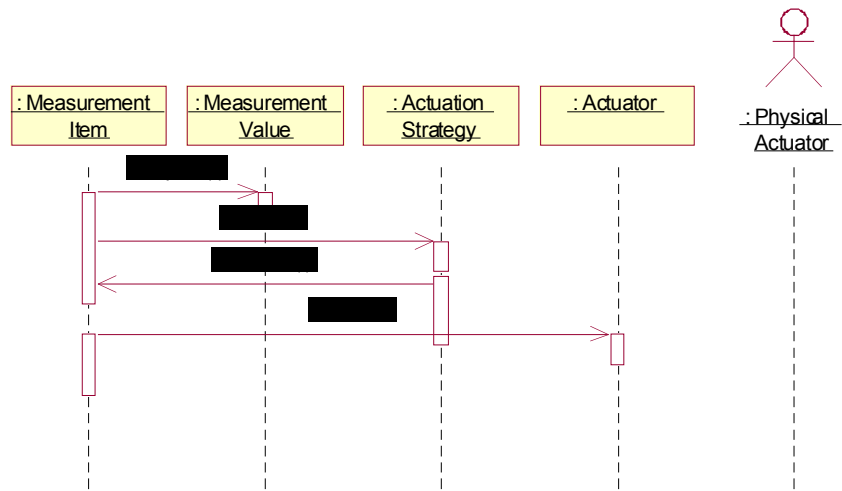 : Measurement
Item
: Measurement
Value
: Actuation
Strategy
: Actuator
: Physical
Actuator